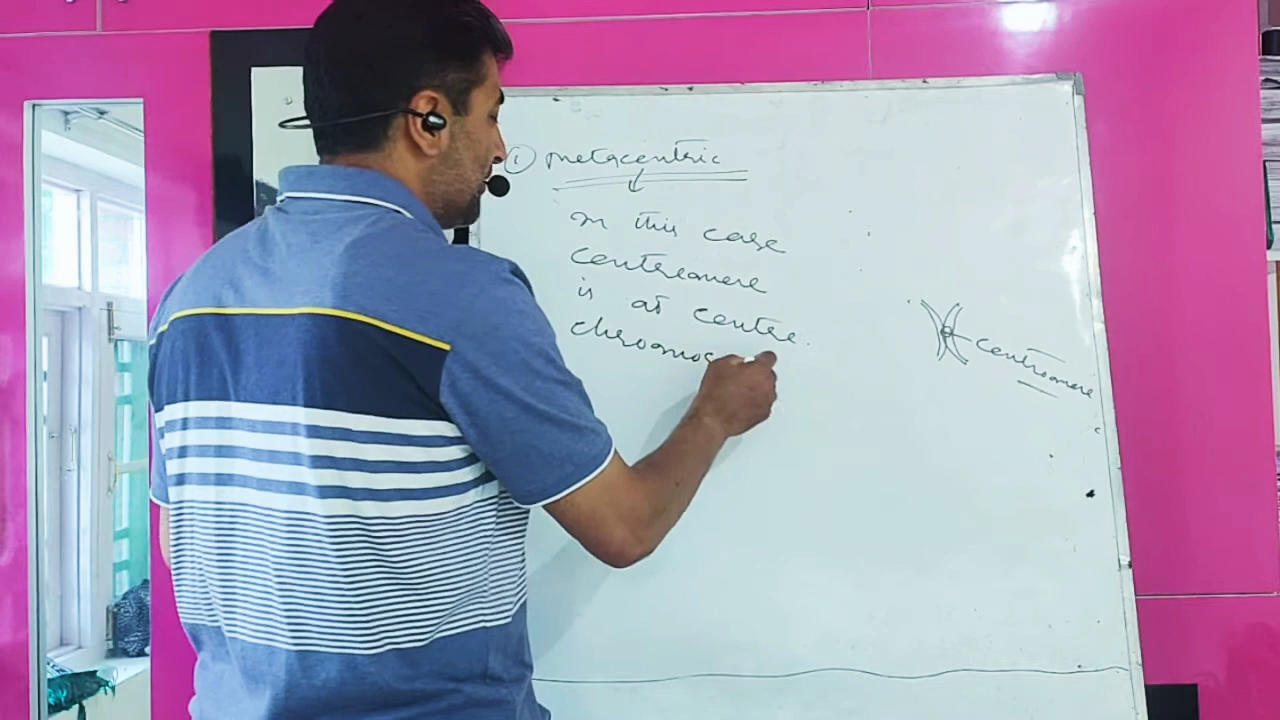 ① metacentric
In this case
centromere
is at centre.
chromos
centromere